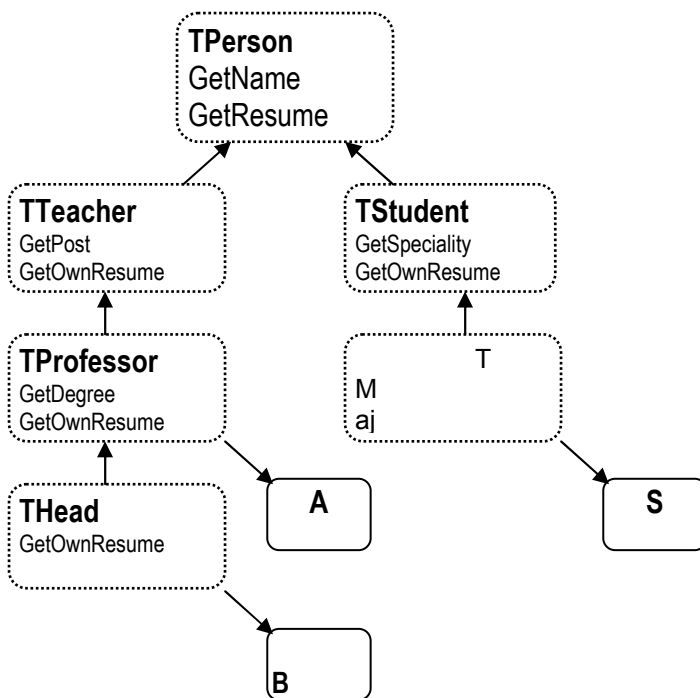 TPerson
GetName
GetResume
TTeacher
GetPost
GetOwnResume
TStudent
GetSpeciality
GetOwnResume
TProfessor
GetDegree
GetOwnResume
T
M
aj
THead
GetOwnResume
A
S
B